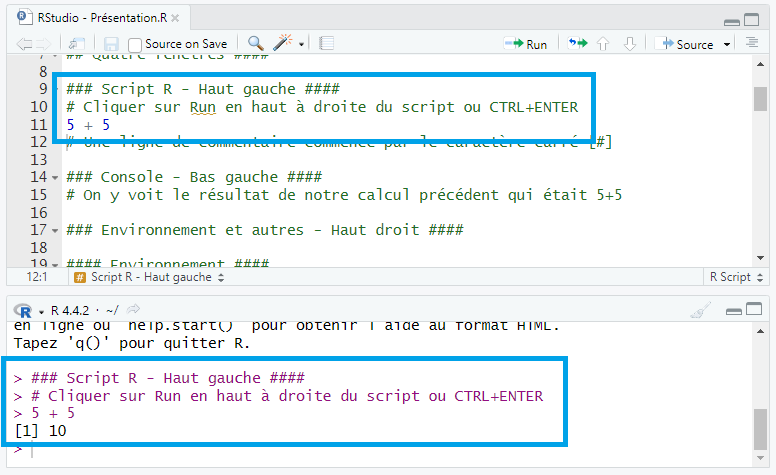 RStudio - Présentation.R
Source on Save
Run
Source
7 ## Quatre fenêtres ####
8
9 ### Script R - Haut gauche ####
10 # Cliquer sur Run en haut à droite du script ou CTRL+ENTER
11 5 + 5
12 # Une ligne de commentaire commence par le caractère carré [#]
13
14 ### Console - Bas gauche ####
15 # On y voit le résultat de notre calcul précédent qui était 5+5
16
17 ### Environnement et autres - Haut droit ####
18
19 #### Environnement ####
12:1 # Script R - Haut gauche
R Script
R R 4.4.2 · ~/
en ligne ou 'help.start()' pour obtenir l'aide au format HTML.
Tapez 'q()' pour quitter R.
> ### Script R - Haut gauche ####
> # Cliquer sur Run en haut à droite du script ou CTRL+ENTER
> 5 + 5
[1] 10
>